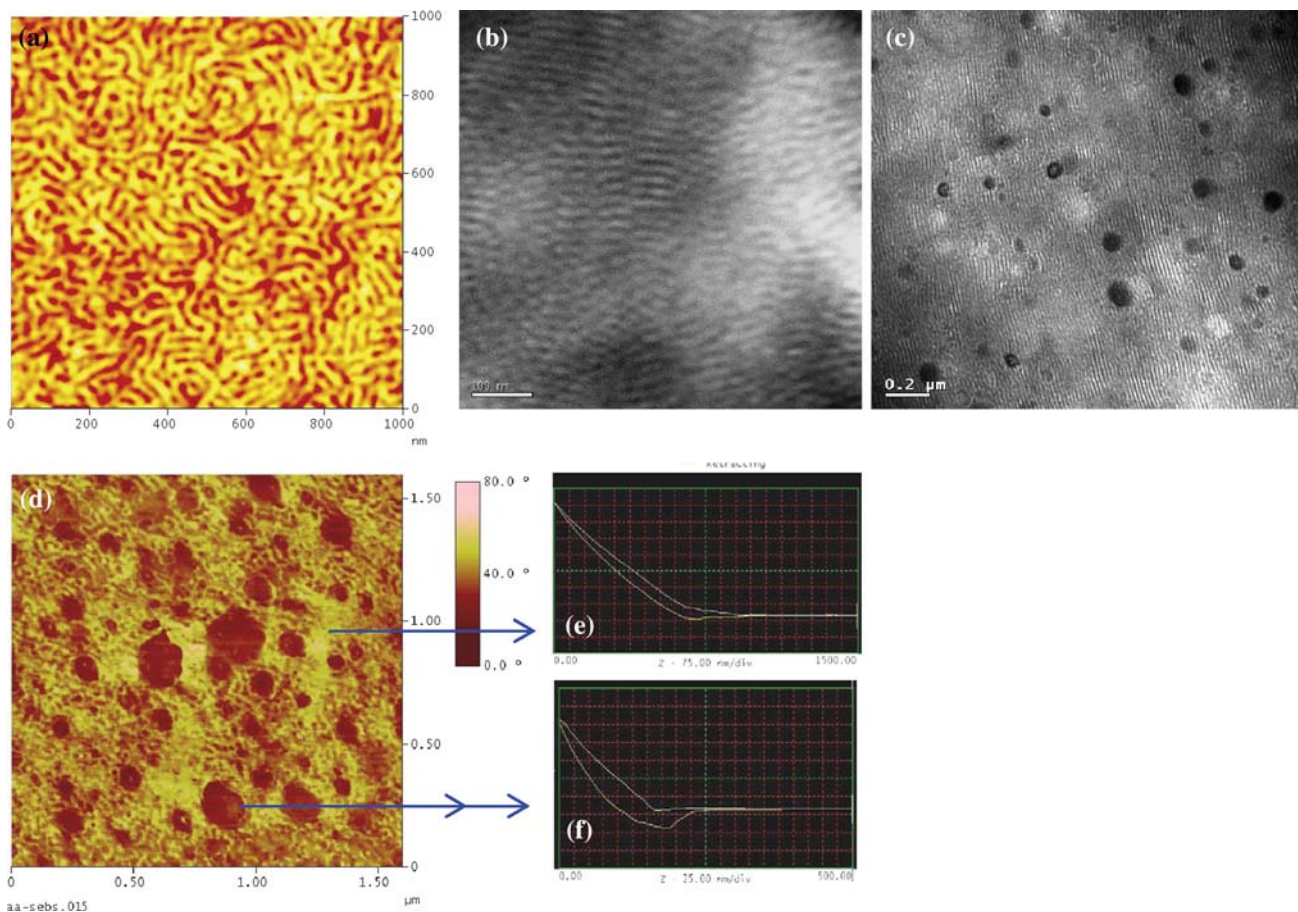 (a)
1000
800
600
400
200
0
0 200 400 600 800 1000
nm
(b)
100 nm
(c)
0.2 μm
(d)
1.50
1.00
0.50
0
0 0.50 1.00 1.50
μm
aa-sebs.015
80.0 °
40.0 °
0.0 °
Retracting
(e)
0.00 Z - 75.00 nm/div 1500.00
(f)
0.00 Z - 25.00 nm/div 500.00